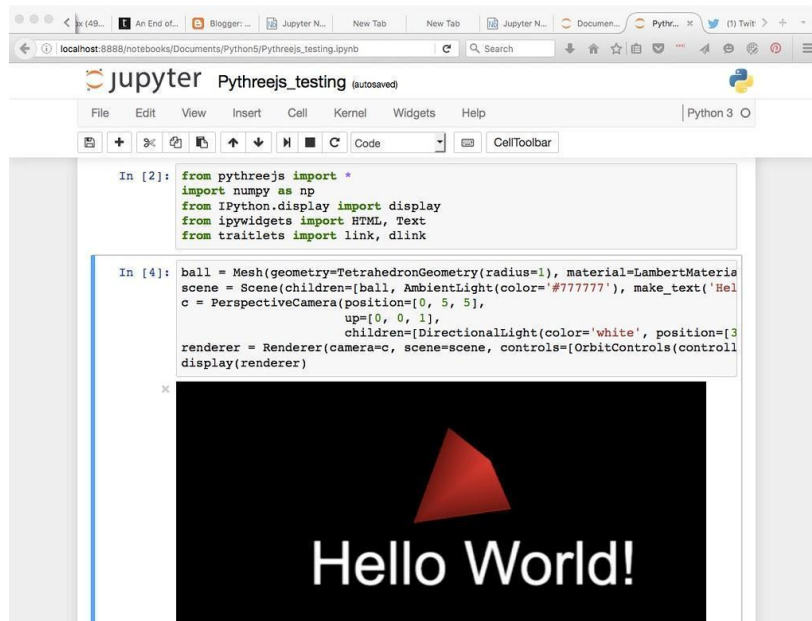 (49...
An End of...
Blogger: ...
Jupyter N...
New Tab
New Tab
Jupyter N...
Documen...
Pythr...
(1) Twit
localhost:8888/notebooks/Documents/Python5/Pythreejs_testing.ipynb
Search
jupyter Pythreejs_testing (autosaved)
File Edit View Insert Cell Kernel Widgets Help
Python 3
Code
CellToolbar
In [2]: from pythreejs import *
import numpy as np
from IPython.display import display
from ipywidgets import HTML, Text
from traitlets import link, dlink
In [4]: ball = Mesh(geometry=TetrahedronGeometry(radius=1), material=LambertMateria
scene = Scene(children=[ball, AmbientLight(color='#777777'), make_text('Hel
c = PerspectiveCamera(position=[0, 5, 5],
up=[0, 0, 1],
children=[DirectionalLight(color='white', position=[3
renderer = Renderer(camera=c, scene=scene, controls=[OrbitControls(controll
display(renderer)
Hello World!